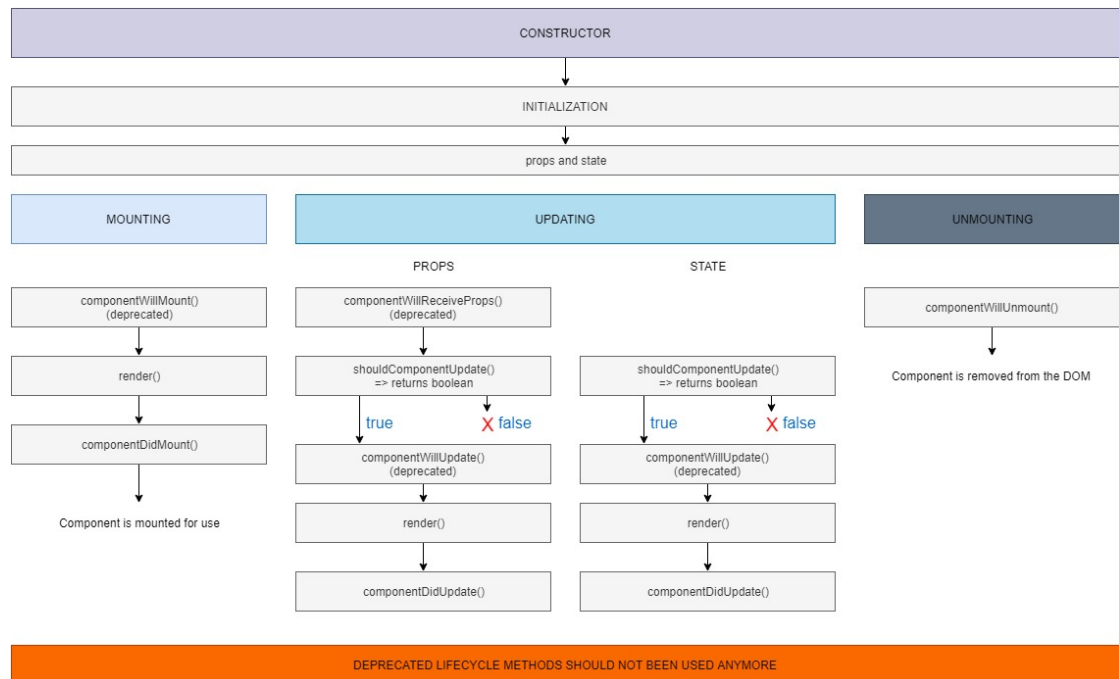 CONSTRUCTOR
INITIALIZATION
props and state
MOUNTING
componentWillMount()
(deprecated)
render()
componentDidMount()
Component is mounted for use
UPDATING
PROPS
componentWillReceiveProps()
(deprecated)
shouldComponentUpdate()
=> returns boolean
true
X false
componentWillUpdate()
(deprecated)
render()
componentDidUpdate()
STATE
shouldComponentUpdate()
=> returns boolean
true
X false
componentWillUpdate()
(deprecated)
render()
componentDidUpdate()
UNMOUNTING
componentWillUnmount()
Component is removed from the DOM
DEPRECATED LIFECYCLE METHODS SHOULD NOT BEEN USED ANYMORE